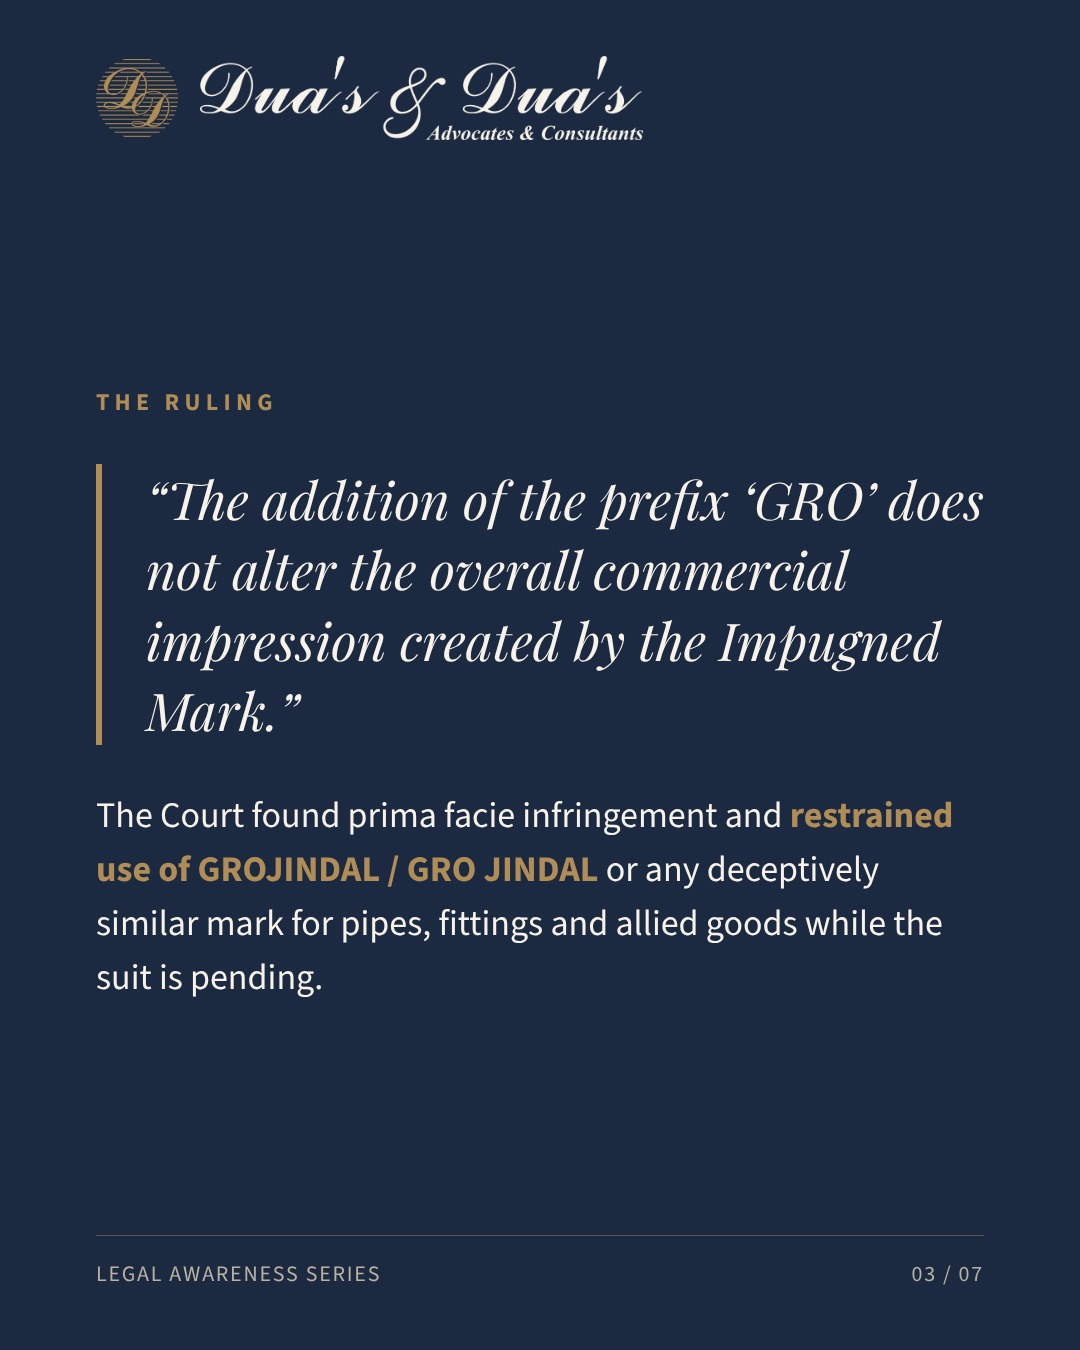 DD
Dua's & Dua's
Advocates & Consultants
THE RULING
“The addition of the prefix ‘GRO’ does
not alter the overall commercial
impression created by the Impugned
Mark.”
The Court found prima facie infringement and restrained
use of GROJINDAL / GRO JINDAL or any deceptively
similar mark for pipes, fittings and allied goods while the
suit is pending.
LEGAL AWARENESS SERIES
03 / 07